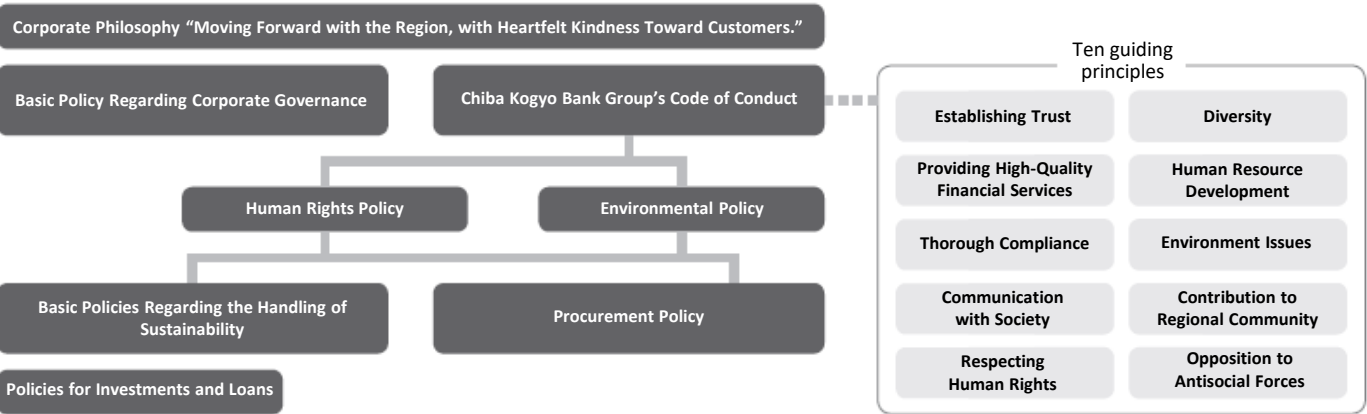 Corporate Philosophy “Moving Forward with the Region, with Heartfelt Kindness Toward Customers.”
Basic Policy Regarding Corporate Governance
Chiba Kogyo Bank Group’s Code of Conduct
Human Rights Policy
Environmental Policy
Basic Policies Regarding the Handling of
Sustainability
Procurement Policy
Policies for Investments and Loans
Ten guiding
principles
Establishing Trust
Diversity
Providing High-Quality
Financial Services
Human Resource
Development
Thorough Compliance
Environment Issues
Communication
with Society
Contribution to
Regional Community
Respecting
Human Rights
Opposition to
Antisocial Forces